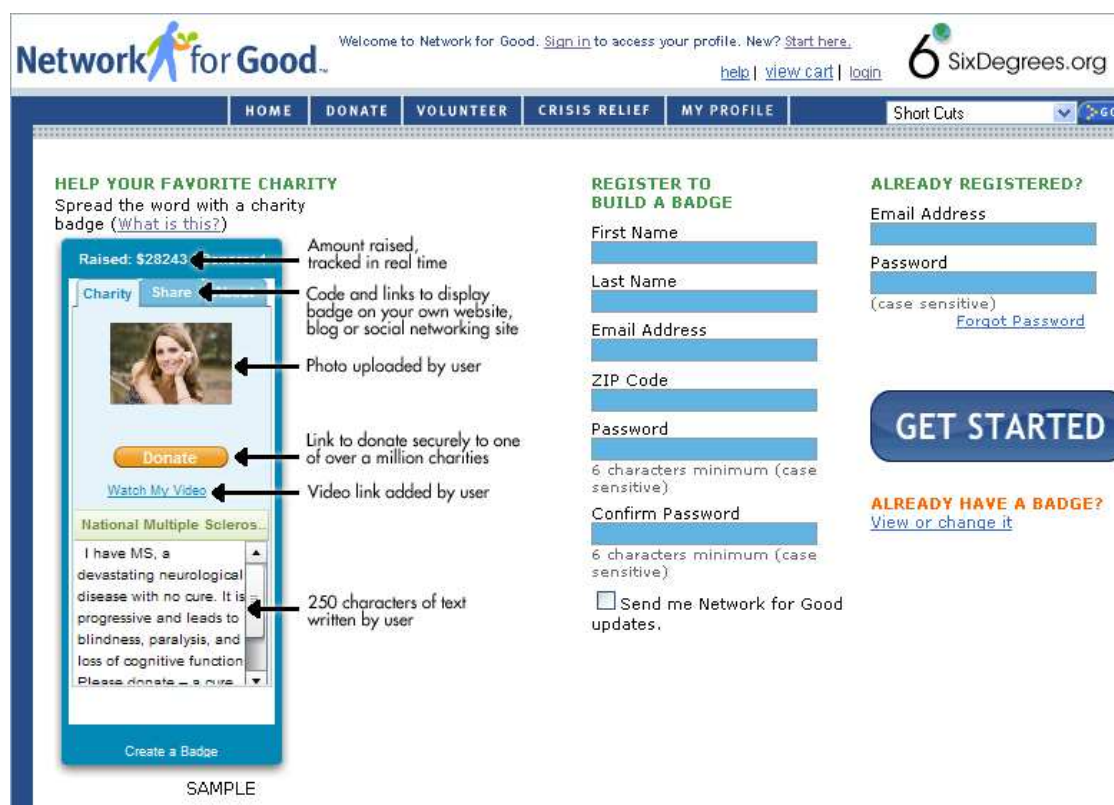 Network for Good
Welcome to Network for Good. Sign in to access your profile. New? Start here.
help | view cart | login
6 SixDegrees.org
HOME DONATE VOLUNTEER CRISIS RELIEF MY PROFILE
Short Cuts
HELP YOUR FAVORITE CHARITY
Spread the word with a charity
badge (What is this?)
Raised: $28243
Charity Share
Donate
Watch My Video
National Multiple Scleros..
I have MS, a
devastating neurological
disease with no cure. It is
progressive and leads to
blindness, paralysis, and
loss of cognitive function
Please donate – a cure
Create a Badge
SAMPLE
Amount raised,
tracked in real time
Code and links to display
badge on your own website,
blog or social networking site
Photo uploaded by user
Link to donate securely to one
of over a million charities
Video link added by user
250 characters of text
written by user
REGISTER TO
BUILD A BADGE
First Name
Last Name
Email Address
ZIP Code
Password
6 characters minimum (case
sensitive)
Confirm Password
6 characters minimum (case
sensitive)
Send me Network for Good
updates.
ALREADY REGISTERED?
Email Address
Password
(case sensitive)
Forgot Password
GET STARTED
ALREADY HAVE A BADGE?
View or change it